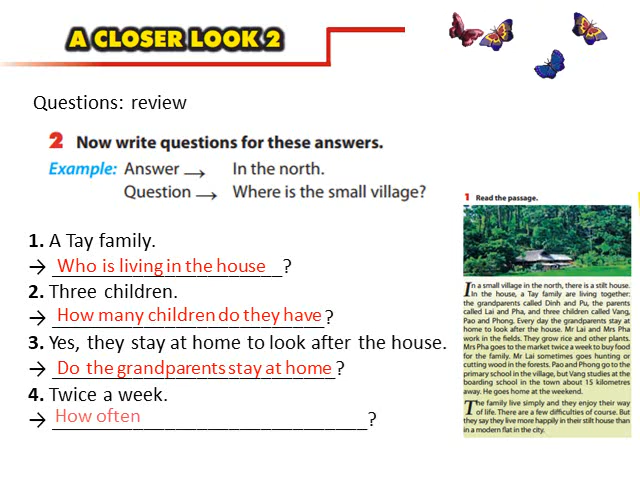 A CLOSER LOOK 2
Questions: review
2 Now write questions for these answers.
Example: Answer → In the north.
Question → Where is the small village?
1. A Tay family.
→ Who is living in the house?
2. Three children.
→ How many children do they have?
3. Yes, they stay at home to look after the house.
→ Do the grandparents stay at home?
4. Twice a week.
→ How often ?
1 Read the passage.
In a small village in the north, there is a stilt house.
In the house, a Tay family are living together:
the grandparents called Dinh and Pu, the parents
called Lai and Pha, and three children called Vang,
Pao and Phong. Every day the grandparents stay at
home to look after the house. Mr Lai and Mrs Pha
work in the fields. They grow rice and other plants.
Mrs Pha goes to the market twice a week to buy food
for the family. Mr Lai sometimes goes hunting or
cutting wood in the forests. Pao and Phong go to the
primary school in the village, but Vang studies at the
boarding school in the town about 15 kilometres
away. He goes home at the weekend.
The family live simply and they enjoy their way
of life. There are a few difficulties of course. But
they say they live more happily in their stilt house than
in a modern flat in the city.